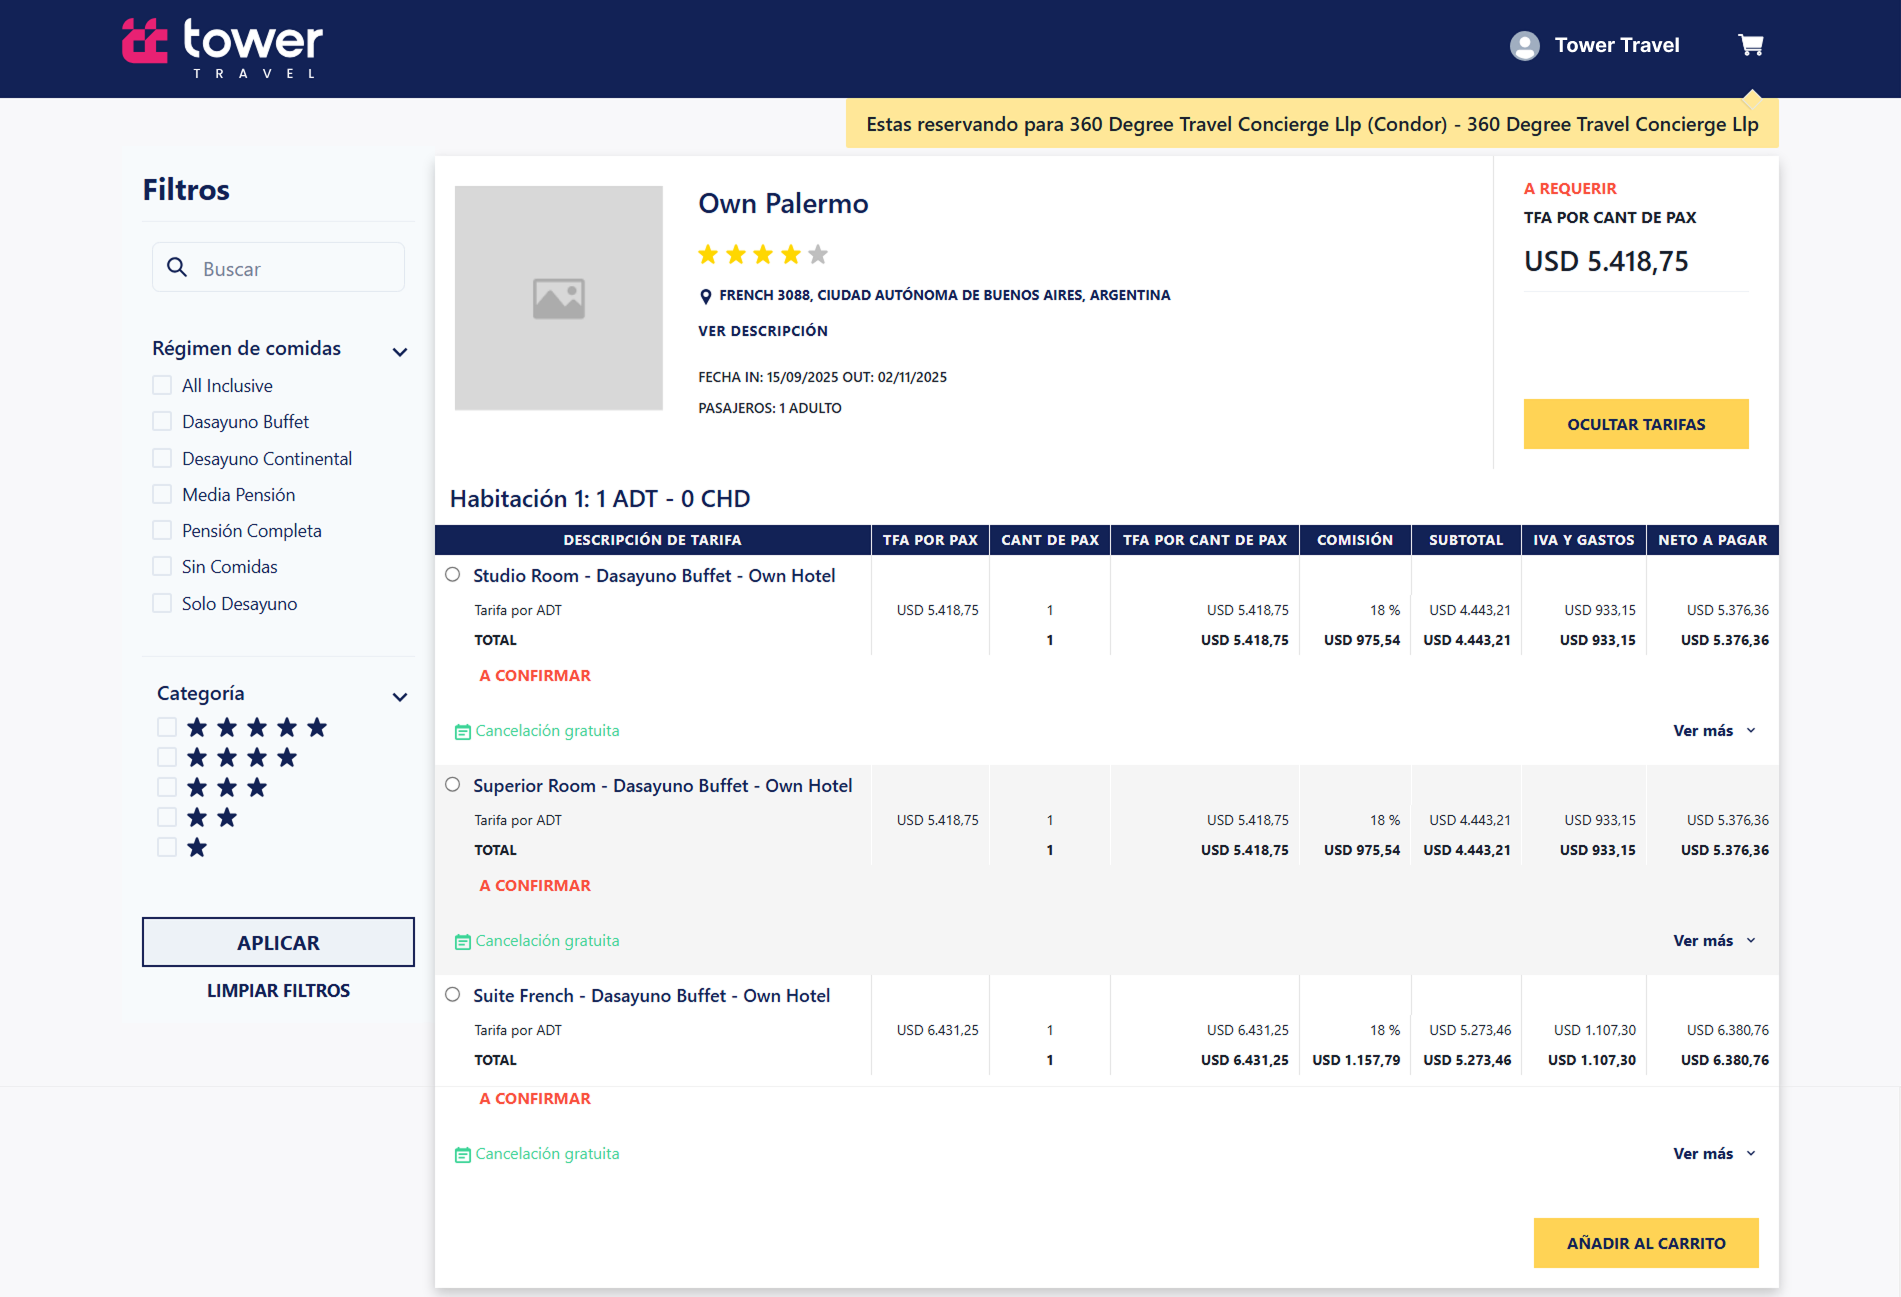 tower
TRAVEL
Tower Travel
Estas reservando para 360 Degree Travel Concierge Llp (Condor) - 360 Degree Travel Concierge Llp
Filtros
Buscar
Régimen de comidas
All Inclusive
Dasayuno Buffet
Desayuno Continental
Media Pensión
Pensión Completa
Sin Comidas
Solo Desayuno
Categoría
APLICAR
LIMPIAR FILTROS
Own Palermo
FRENCH 3088, CIUDAD AUTÓNOMA DE BUENOS AIRES, ARGENTINA
VER DESCRIPCIÓN
FECHA IN: 15/09/2025 OUT: 02/11/2025
PASAJEROS: 1 ADULTO
A REQUERIR
TFA POR CANT DE PAX
USD 5.418,75
OCULTAR TARIFAS
Habitación 1: 1 ADT - 0 CHD
DESCRIPCIÓN DE TARIFA TFA POR PAX CANT DE PAX TFA POR CANT DE PAX COMISIÓN SUBTOTAL IVA Y GASTOS NETO A PAGAR
Studio Room - Dasayuno Buffet - Own Hotel
Tarifa por ADT USD 5.418,75 1 USD 5.418,75 18 % USD 4.443,21 USD 933,15 USD 5.376,36
TOTAL 1 USD 5.418,75 USD 975,54 USD 4.443,21 USD 933,15 USD 5.376,36
A CONFIRMAR
Cancelación gratuita Ver más
Superior Room - Dasayuno Buffet - Own Hotel
Tarifa por ADT USD 5.418,75 1 USD 5.418,75 18 % USD 4.443,21 USD 933,15 USD 5.376,36
TOTAL 1 USD 5.418,75 USD 975,54 USD 4.443,21 USD 933,15 USD 5.376,36
A CONFIRMAR
Cancelación gratuita Ver más
Suite French - Dasayuno Buffet - Own Hotel
Tarifa por ADT USD 6.431,25 1 USD 6.431,25 18 % USD 5.273,46 USD 1.107,30 USD 6.380,76
TOTAL 1 USD 6.431,25 USD 1.157,79 USD 5.273,46 USD 1.107,30 USD 6.380,76
A CONFIRMAR
Cancelación gratuita Ver más
AÑADIR AL CARRITO